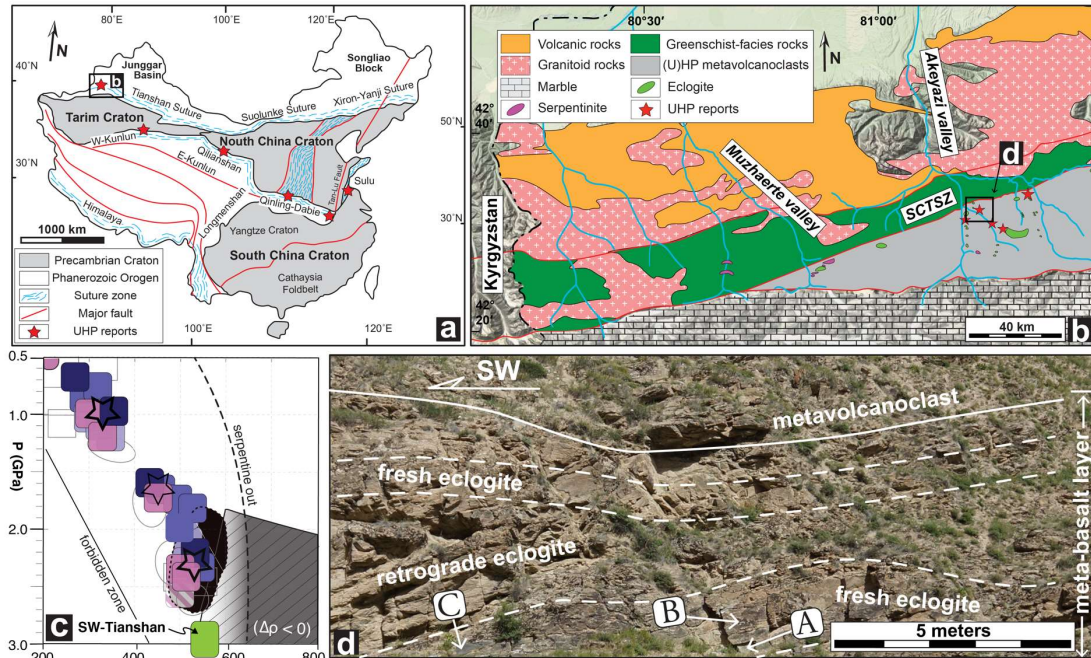 80°E
100°E
120°E
N
Junggar
Basin
Songliao
Block
40°N
b
Tianshan Suture
Suolunke Suture
Xiron-Yanji Suture
50°N
Tarim Craton
W-Kunlun
Nouth China Craton
Qilianshan
E-Kunlun
30°N
40°N
Tan-Lu Fault
Sulu
Longmenshan
Qinling-Dabie
Himalaya
Yangtze Craton
30°N
1000 km
South China Craton
Cathaysia
Foldbelt
Precambrian Craton
Phanerozoic Orogen
Suture zone
Major fault
UHP reports
100°E
120°E
a
80°30'
81°00'
Volcanic rocks
Greenschist-facies rocks
Granitoid rocks
(U)HP metavolcanoclasts
Marble
Eclogite
Serpentinite
UHP reports
N
Akeyazi valley
42°
40'
Muzhaerte valley
d
SCTSZ
Kyrgyzstan
42°
20'
40 km
b
0.5
1.0
P (GPa)
2.0
3.0
serpentine out
forbidden zone
c
SW-Tianshan
(Δρ < 0)
200
400
600
800
SW
metavolcanoclast
fresh eclogite
retrograde eclogite
C
B
A
fresh eclogite
5 meters
meta-basalt layer
d